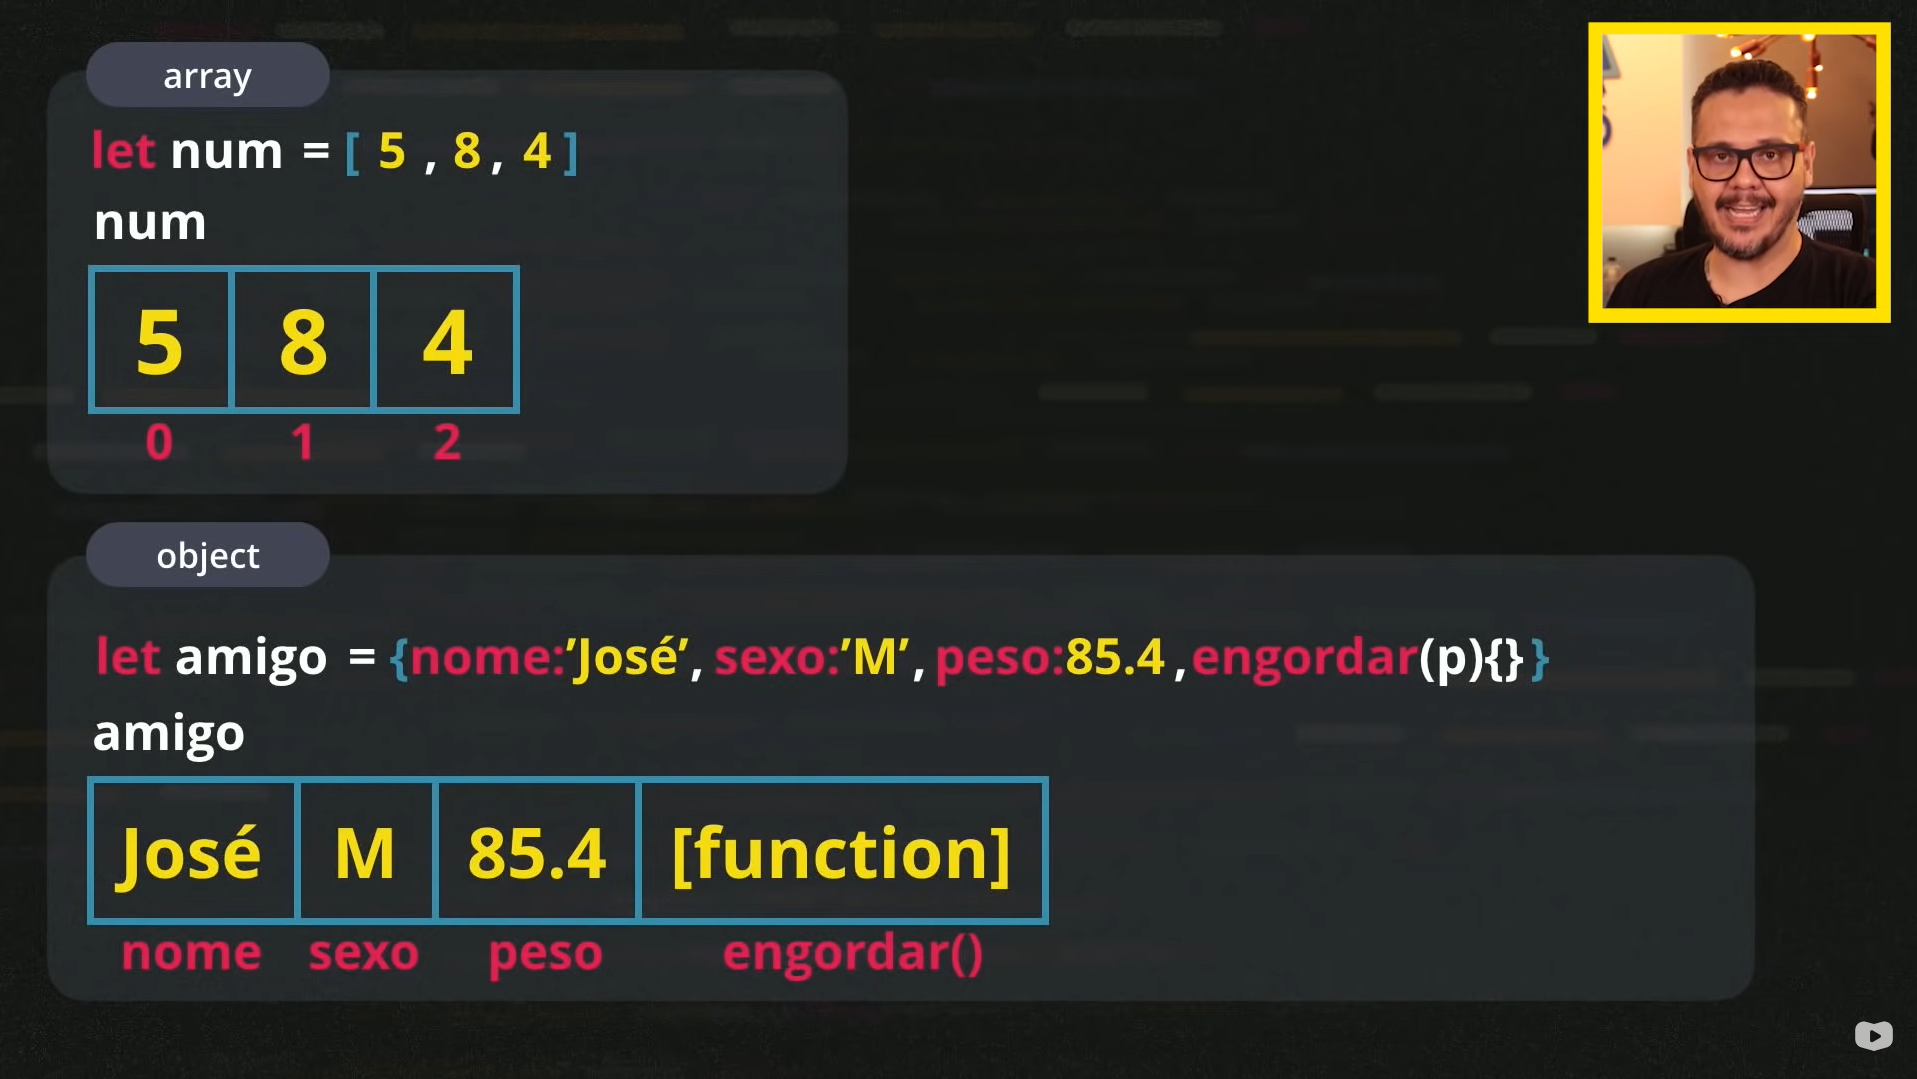 array
let num = [ 5 , 8, 4 ]
num
5 8 4
0 1 2
object
let amigo = {nome:’José’, sexo:’M’, peso:85.4 ,engordar(p){} }
amigo
José M 85.4 [function]
nome sexo peso engordar()